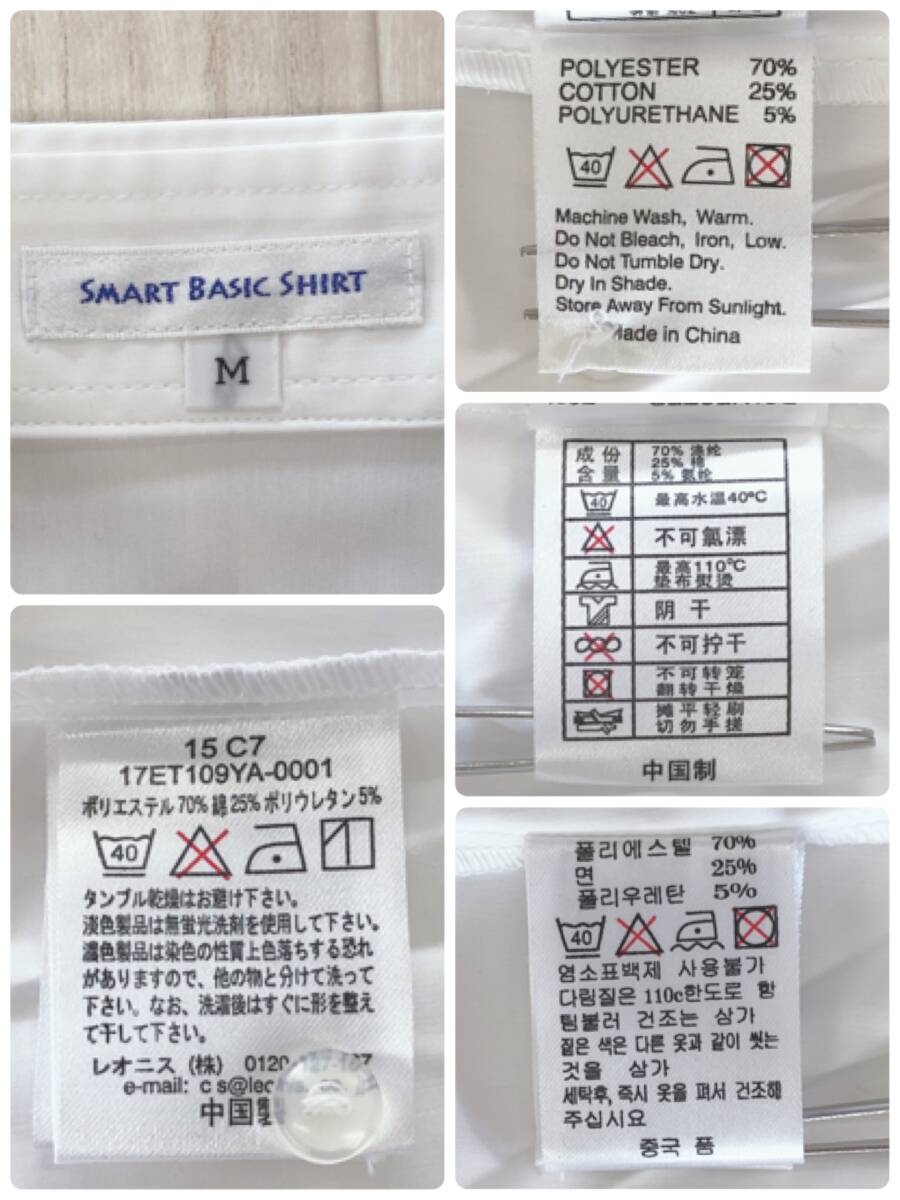 SMART BASIC SHIRT
M
POLYESTER 70%
COTTON 25%
POLYURETHANE 5%
40
Machine Wash, Warm.
Do Not Bleach, Iron, Low.
Do Not Tumble Dry.
Dry In Shade.
Store Away From Sunlight.
Made in China
成份含量
70% 涤纶
25% 棉
5% 氨纶
40
最高水温40°C
不可氯漂
最高110°C
垫布熨烫
阴干
不可拧干
不可转笼
翻转干燥
摊平轻刷
切勿手搓
中国制
15 C7
17ET109YA-0001
ポリエステル70% 綿25% ポリウレタン5%
40
タンブル乾燥はお避け下さい。
淡色製品は無蛍光洗剤を使用して下さい。
濃色製品は染色の性質上色落ちする恐れ
がありますので、他の物と分けて洗って
下さい。なお、洗濯後はすぐに形を整え
て干して下さい。
レオニス (株) 0120-127-167
e-mail: c s@le
中国製
폴리에스텔 70%
면 25%
폴리우레탄 5%
40
영소표백제 사용불가
다림질은 110c한도로 함
팀불러 건조는 삼가
짙은 색은 다른 옷과 같이 씻는
것을 삼가
세탁후, 즉시 옷을 펴서 건조해
주십시요
중국 품